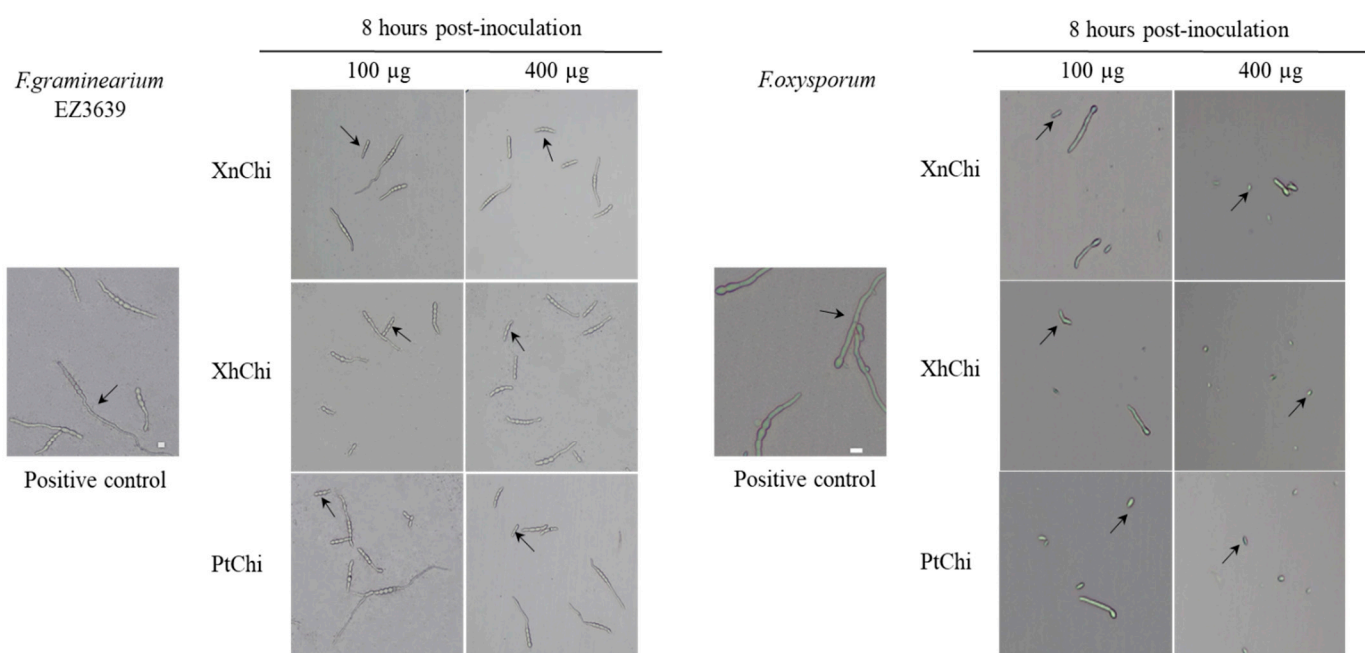 8 hours post-inoculation
100 µg 400 µg
F.graminearium
EZ3639
XnChi
XhChi
Positive control
PtChi
8 hours post-inoculation
100 µg 400 µg
F.oxysporum
XnChi
XhChi
Positive control
PtChi